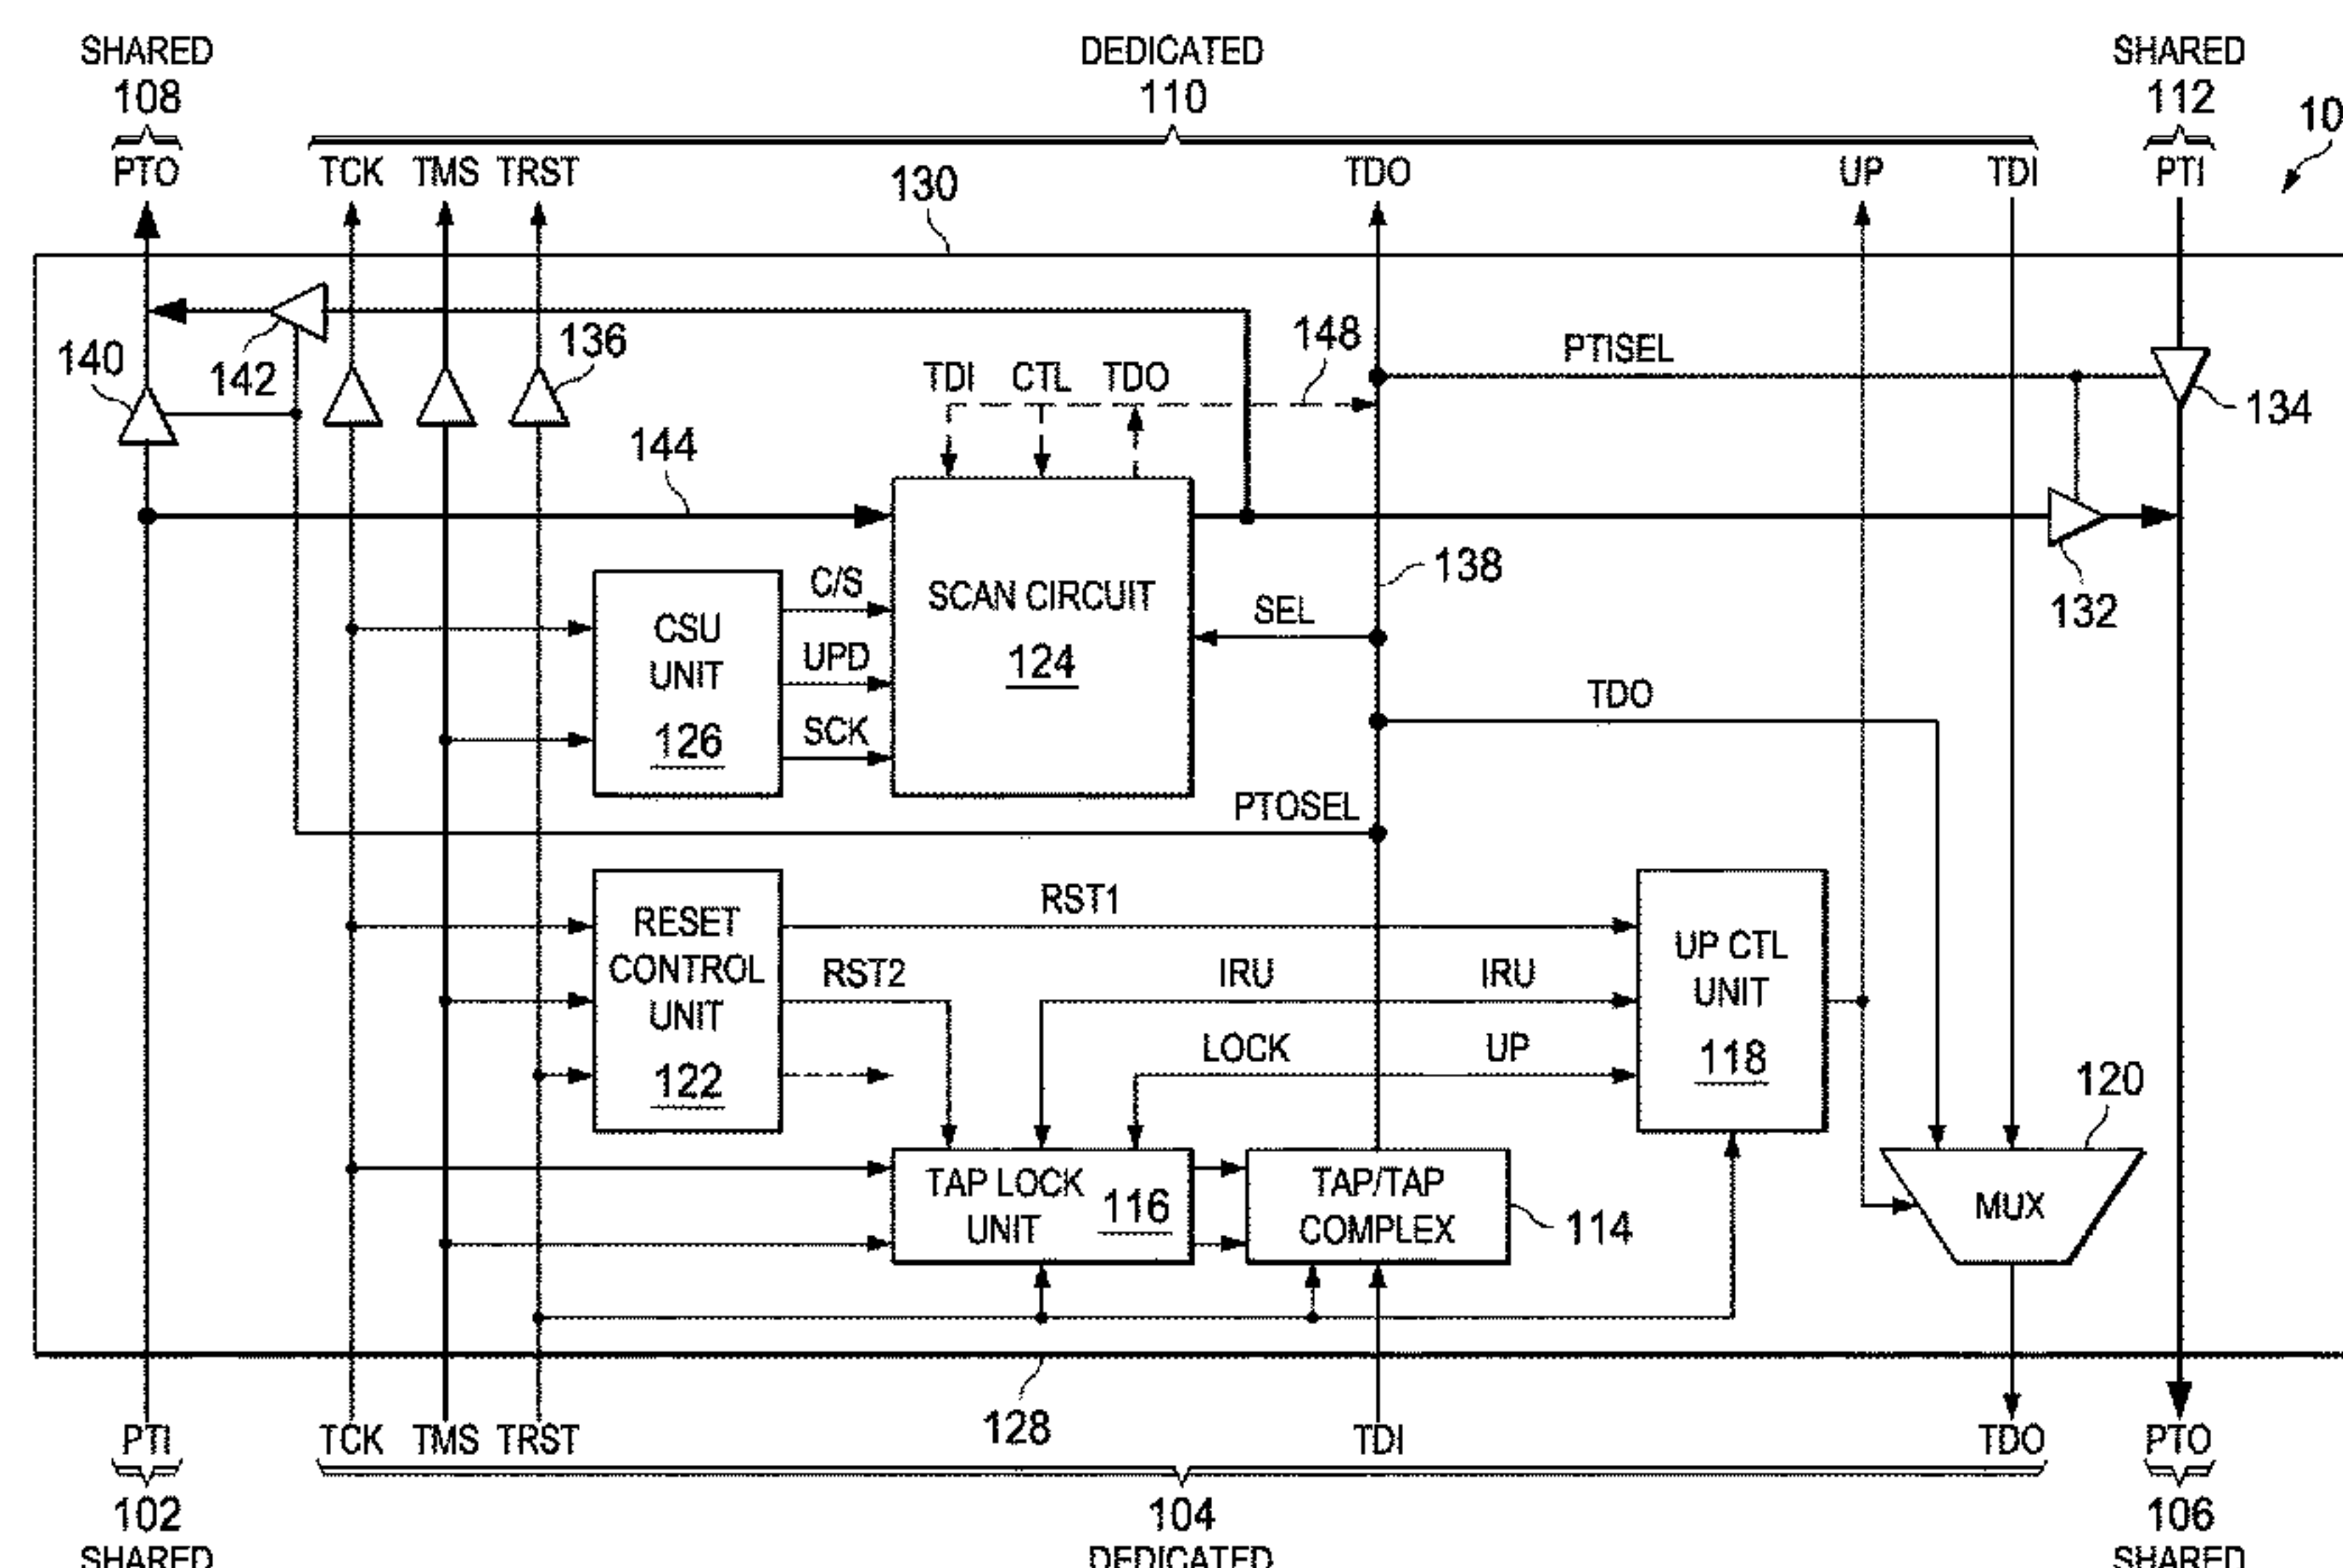 SHARED DEDICATED SHARED
108 110 112
10
PTO TCK TMS TRST TDO UP TDI PTI
130
136
148
PTISEL
140
142
TDI CTL TDO
134
144
138
C/S
SCAN CIRCUIT
124
SEL
132
CSU
UNIT
126
UPD
TDO
SCK
PTOSEL
RESET
CONTROL
UNIT
122
RST1
RST2
IRU IRU
UP CTL
UNIT
118
LOCK UP
120
TAP LOCK
UNIT
116
TAP/TAP
COMPLEX
114
MUX
128
PTI TCK TMS TRST TDI TDO PTO
102 104 106
SHARED DEDICATED SHARED